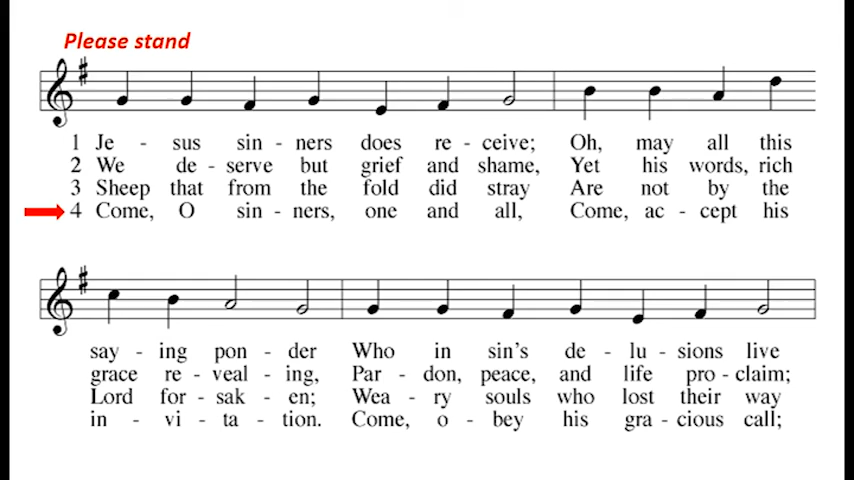 Please stand
1 Je - sus sin - ners does re - ceive; Oh, may all this
2 We de - serve but grief and shame, Yet his words, rich
3 Sheep that from the fold did stray Are not by the
4 Come, O sin - ners, one and all, Come, ac - cept his
say - ing pon - der Who in sin's de - lu - sions live
grace re - veal - ing, Par - don, peace, and life pro - claim;
Lord for - sak - en; Wea - ry souls who lost their way
in - vi - ta - tion. Come, o - bey his gra - cious call;